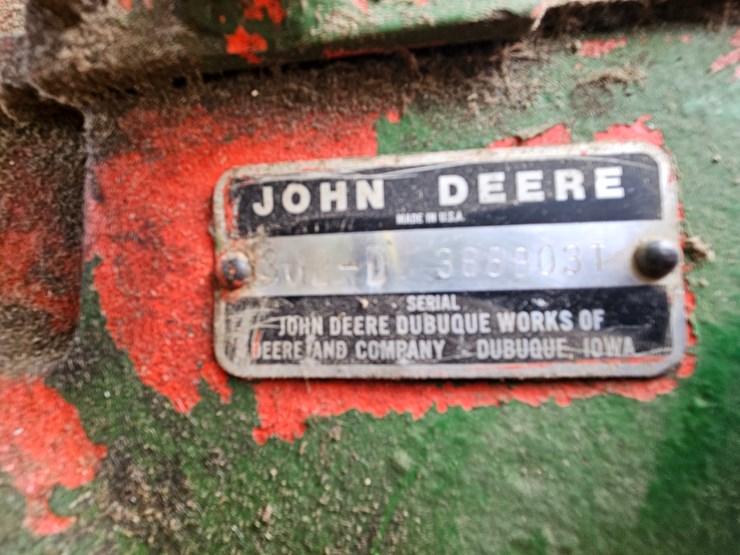 JOHN DEERE
MADE IN U.S.A.
SERIAL
JOHN DEERE DUBUQUE WORKS OF
DEERE AND COMPANY DUBUQUE, IOWA